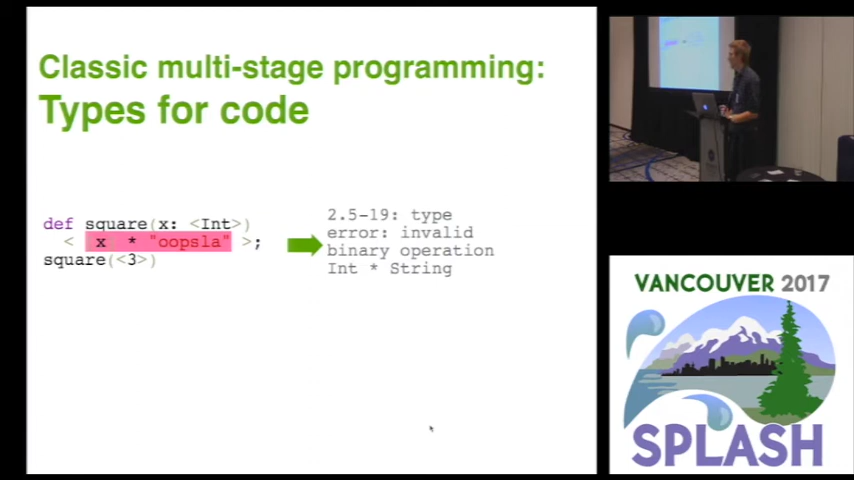 Classic multi-stage programming:
Types for code
def square(x: <Int>)
< x * "oopsla" >;
square(<3>)
2.5-19: type
error: invalid
binary operation
Int * String
VANCOUVER 2017
SPLASH